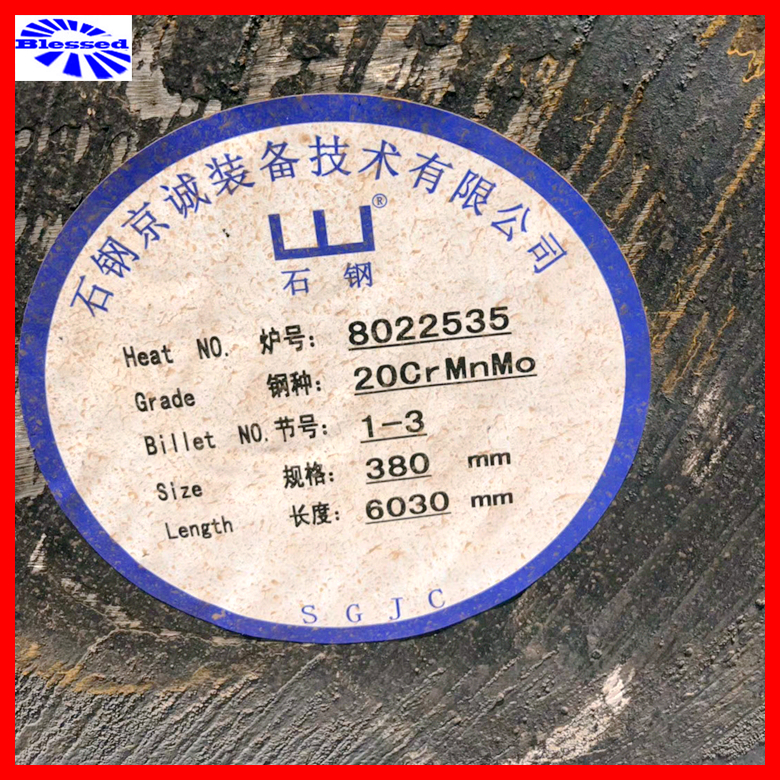 Blessed
石钢京诚装备技术有限公司
®
石钢
Heat NO. 炉号: 8022535
Grade 钢种: 20CrMnMo
Billet NO.节号: 1-3
Size 规格: 380 mm
Length 长度: 6030 mm
SGJC